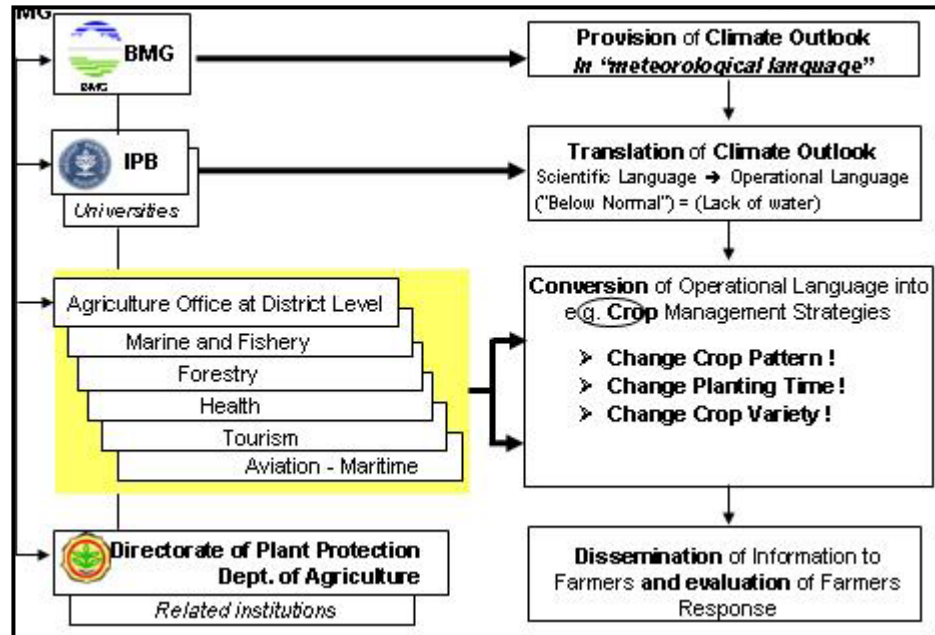 MG
BMG
BMG
Provision of Climate Outlook
In "meteorological language"
IPB
Universities
Translation of Climate Outlook
Scientific Language → Operational Language
("Below Normal") = (Lack of water)
Agriculture Office at District Level
Marine and Fishery
Forestry
Health
Tourism
Aviation - Maritime
Conversion of Operational Language into
eg. Crop Management Strategies
➢ Change Crop Pattern !
➢ Change Planting Time !
➢ Change Crop Variety !
Directorate of Plant Protection
Dept. of Agriculture
Related institutions
Dissemination of Information to
Farmers and evaluation of Farmers
Response